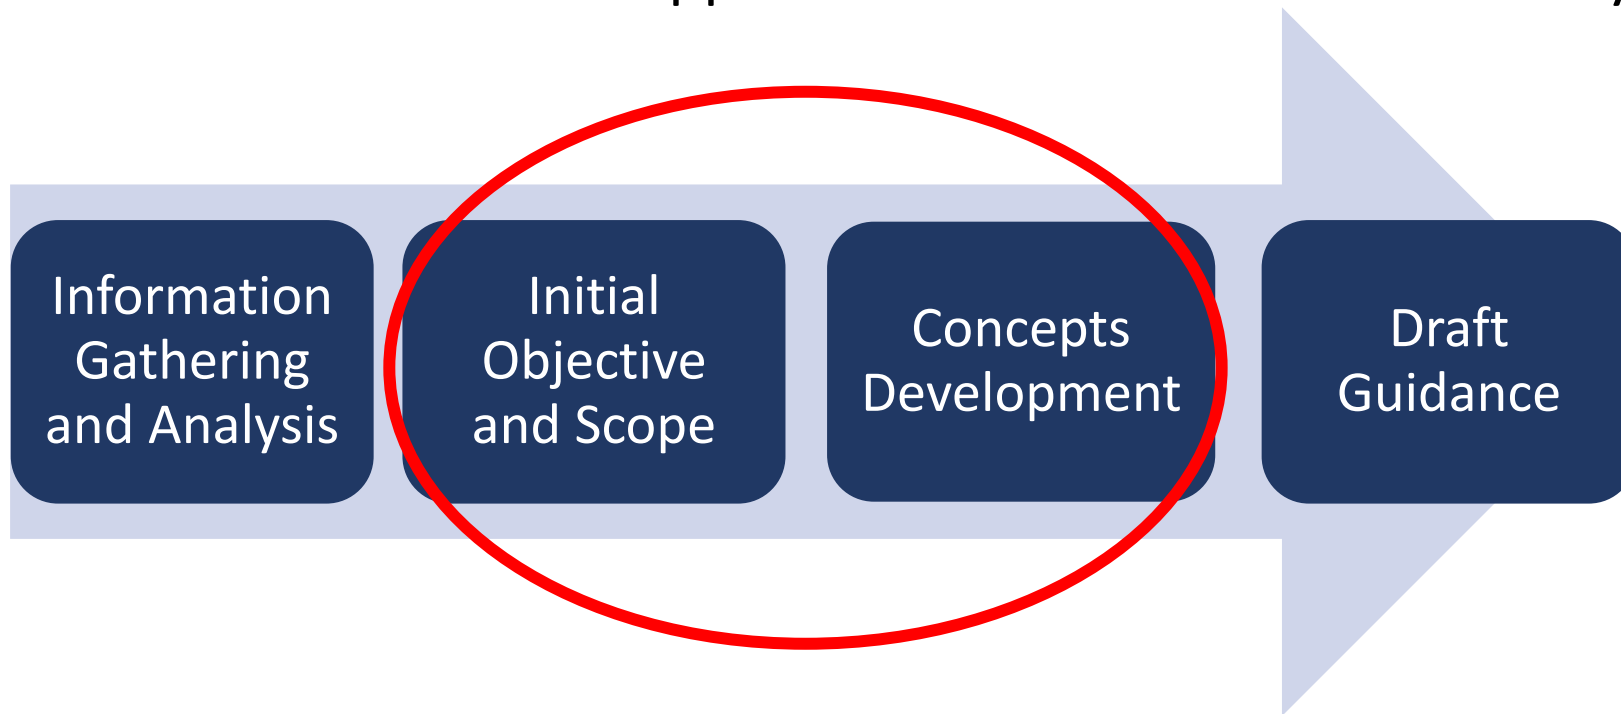 Information
Gathering
and Analysis
Initial
Objective
and Scope
Concepts
Development
Draft
Guidance